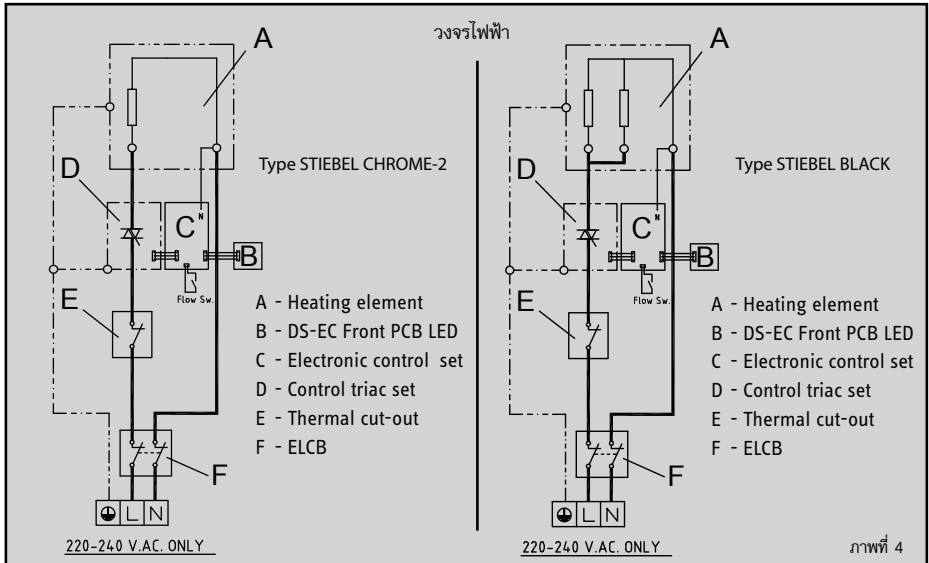 วงจรไฟฟ้า
A
Type STIEBEL CHROME-2
D
C
N
B
Flow Sw.
E
A - Heating element
B - DS-EC Front PCB LED
C - Electronic control set
D - Control triac set
E - Thermal cut-out
F - ELCB
F
L N
220-240 V.AC. ONLY
A
Type STIEBEL BLACK
D
C
N
B
Flow Sw.
E
A - Heating element
B - DS-EC Front PCB LED
C - Electronic control set
D - Control triac set
E - Thermal cut-out
F - ELCB
F
L N
220-240 V.AC. ONLY
ภาพที่ 4